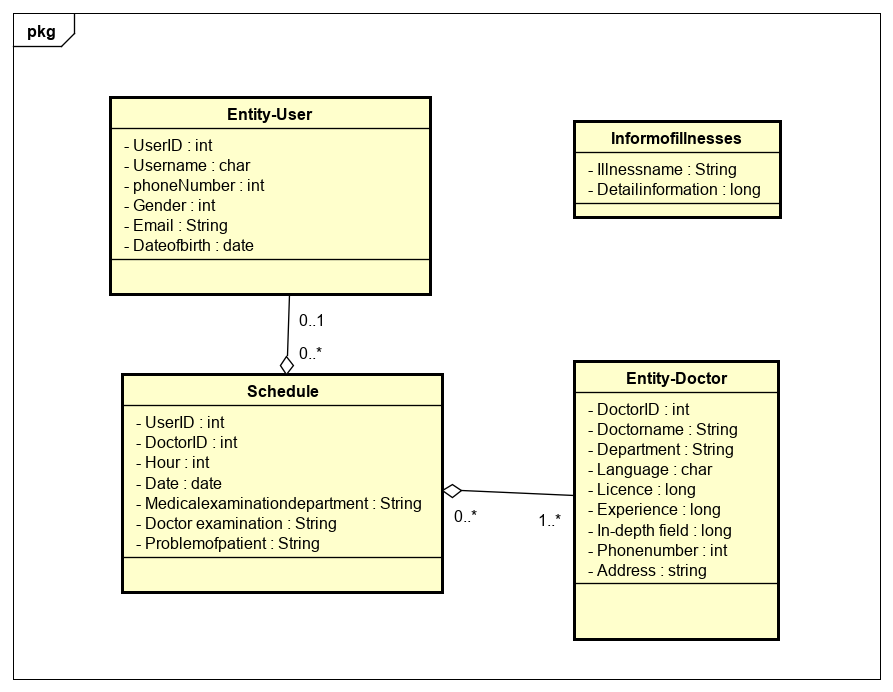 pkg
Entity-User
- UserID : int
- Username : char
- phoneNumber : int
- Gender : int
- Email : String
- Dateofbirth : date
Informofillnesses
- Illnessname : String
- Detailinformation : long
0..1
0..*
Schedule
- UserID : int
- DoctorID : int
- Hour : int
- Date : date
- Medicalexaminationdepartment : String
- Doctor examination : String
- Problemofpatient : String
0..*
1..*
Entity-Doctor
- DoctorID : int
- Doctorname : String
- Department : String
- Language : char
- Licence : long
- Experience : long
- In-depth field : long
- Phonenumber : int
- Address : string